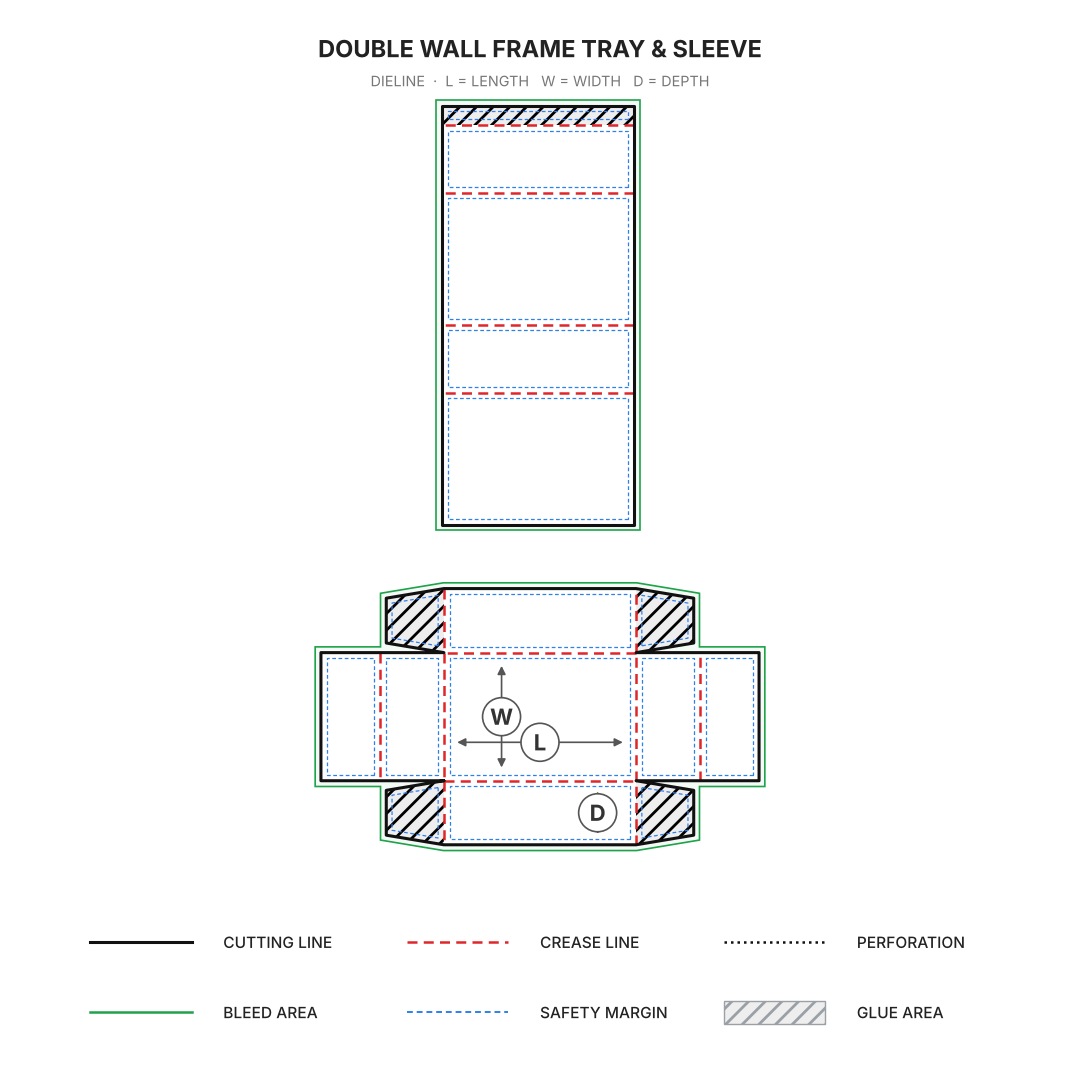 DOUBLE WALL FRAME TRAY & SLEEVE
DIELINE · L = LENGTH W = WIDTH D = DEPTH
W
L
D
CUTTING LINE
CREASE LINE
PERFORATION
BLEED AREA
SAFETY MARGIN
GLUE AREA